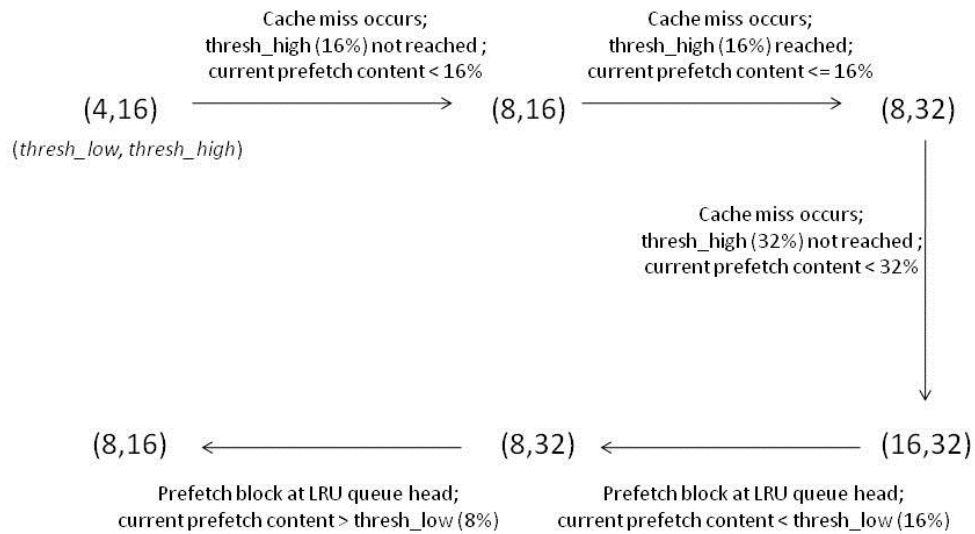 Cache miss occurs;
thresh_high (16%) not reached ;
current prefetch content < 16%
Cache miss occurs;
thresh_high (16%) reached;
current prefetch content <= 16%
(4,16)
(8,16)
(8,32)
(thresh_low, thresh_high)
Cache miss occurs;
thresh_high (32%) not reached ;
current prefetch content < 32%
(8,16)
(8,32)
(16,32)
Prefetch block at LRU queue head;
current prefetch content > thresh_low (8%)
Prefetch block at LRU queue head;
current prefetch content < thresh_low (16%)